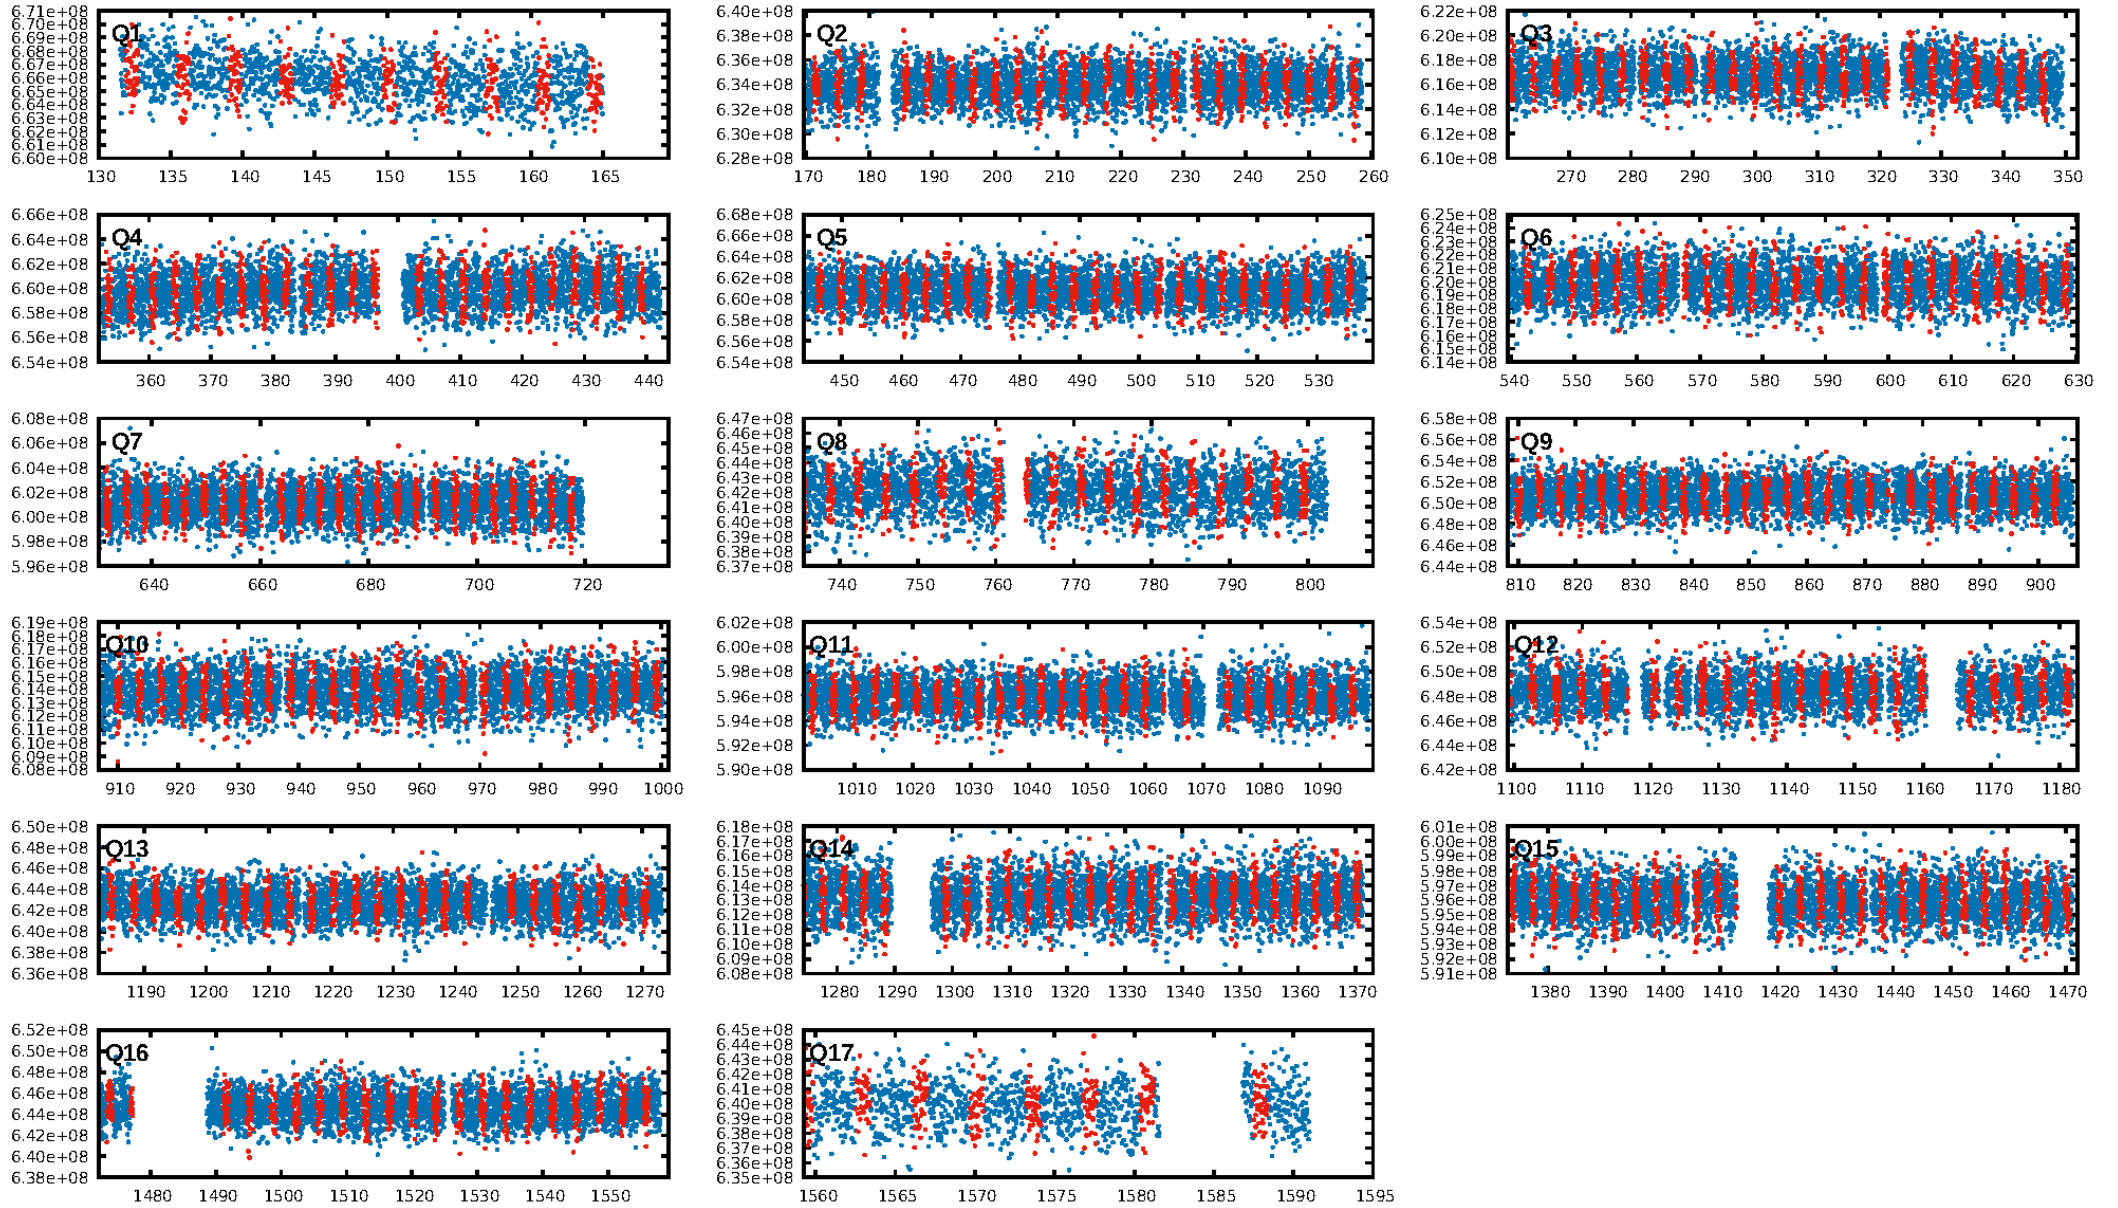 6.71e+08 6.70e+08 6.69e+08 6.68e+08 6.67e+08 6.66e+08 6.65e+08 6.64e+08 6.63e+08 6.62e+08 6.61e+08 6.60e+08
Q1
130 135 140 145 150 155 160 165
6.40e+08 6.38e+08 6.36e+08 6.34e+08 6.32e+08 6.30e+08 6.28e+08
Q2
170 180 190 200 210 220 230 240 250 260
6.22e+08 6.20e+08 6.18e+08 6.16e+08 6.14e+08 6.12e+08 6.10e+08
Q3
270 280 290 300 310 320 330 340 350
6.66e+08 6.64e+08 6.62e+08 6.60e+08 6.58e+08 6.56e+08 6.54e+08
Q4
360 370 380 390 400 410 420 430 440
6.68e+08 6.66e+08 6.64e+08 6.62e+08 6.60e+08 6.58e+08 6.56e+08 6.54e+08
Q5
450 460 470 480 490 500 510 520 530
6.25e+08 6.24e+08 6.23e+08 6.22e+08 6.21e+08 6.20e+08 6.19e+08 6.18e+08 6.17e+08 6.16e+08 6.15e+08 6.14e+08
Q6
540 550 560 570 580 590 600 610 620 630
6.08e+08 6.06e+08 6.04e+08 6.02e+08 6.00e+08 5.98e+08 5.96e+08
Q7
640 660 680 700 720
6.47e+08 6.46e+08 6.45e+08 6.44e+08 6.43e+08 6.42e+08 6.41e+08 6.40e+08 6.39e+08 6.38e+08 6.37e+08
Q8
740 750 760 770 780 790 800
6.58e+08 6.56e+08 6.54e+08 6.52e+08 6.50e+08 6.48e+08 6.46e+08 6.44e+08
Q9
810 820 830 840 850 860 870 880 890 900
6.19e+08 6.18e+08 6.17e+08 6.16e+08 6.15e+08 6.14e+08 6.13e+08 6.12e+08 6.11e+08 6.10e+08 6.09e+08 6.08e+08
Q10
910 920 930 940 950 960 970 980 990 1000
6.02e+08 6.00e+08 5.98e+08 5.96e+08 5.94e+08 5.92e+08 5.90e+08
Q11
1010 1020 1030 1040 1050 1060 1070 1080 1090
6.54e+08 6.52e+08 6.50e+08 6.48e+08 6.46e+08 6.44e+08 6.42e+08
Q12
1100 1110 1120 1130 1140 1150 1160 1170 1180
6.50e+08 6.48e+08 6.46e+08 6.44e+08 6.42e+08 6.40e+08 6.38e+08 6.36e+08
Q13
1190 1200 1210 1220 1230 1240 1250 1260 1270
6.18e+08 6.17e+08 6.16e+08 6.15e+08 6.14e+08 6.13e+08 6.12e+08 6.11e+08 6.10e+08 6.09e+08 6.08e+08
Q14
1280 1290 1300 1310 1320 1330 1340 1350 1360 1370
6.01e+08 6.00e+08 5.99e+08 5.98e+08 5.97e+08 5.96e+08 5.95e+08 5.94e+08 5.93e+08 5.92e+08 5.91e+08
Q15
1380 1390 1400 1410 1420 1430 1440 1450 1460 1470
6.52e+08 6.50e+08 6.48e+08 6.46e+08 6.44e+08 6.42e+08 6.40e+08 6.38e+08
Q16
1480 1490 1500 1510 1520 1530 1540 1550
6.45e+08 6.44e+08 6.43e+08 6.42e+08 6.41e+08 6.40e+08 6.39e+08 6.38e+08 6.37e+08 6.36e+08 6.35e+08
Q17
1560 1565 1570 1575 1580 1585 1590 1595